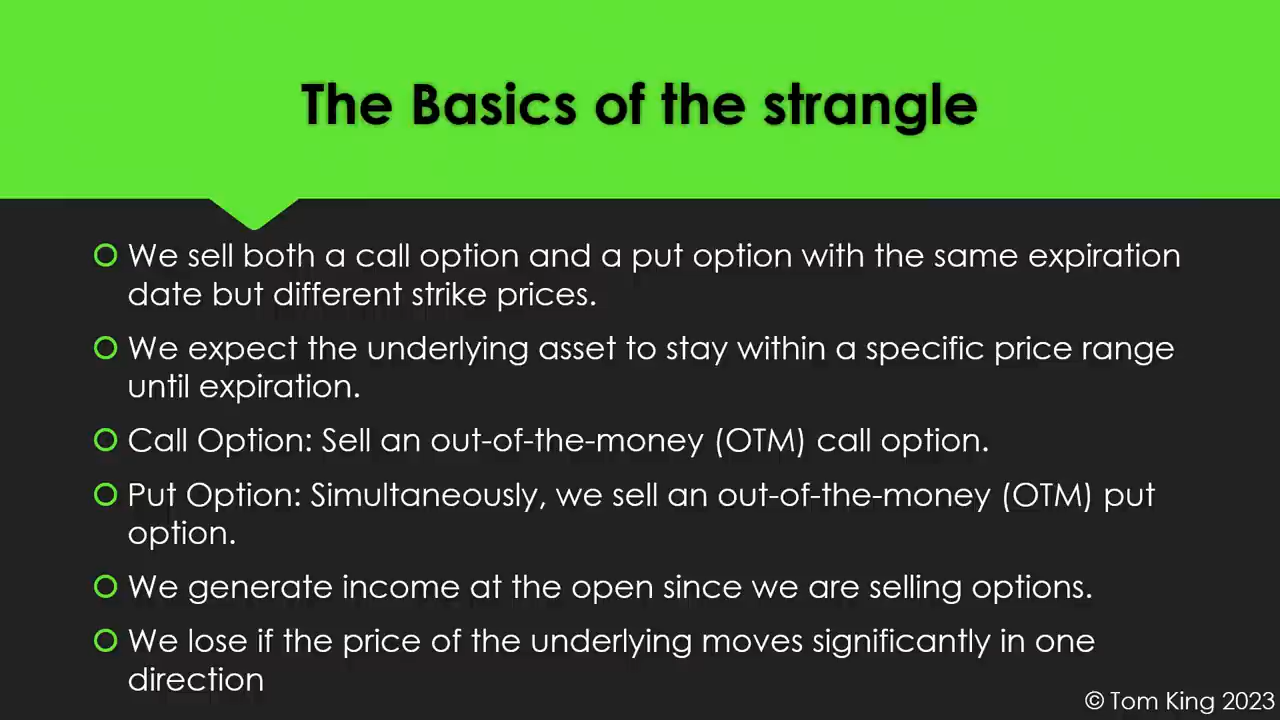 The Basics of the strangle
We sell both a call option and a put option with the same expiration
date but different strike prices.
We expect the underlying asset to stay within a specific price range
until expiration.
Call Option: Sell an out-of-the-money (OTM) call option.
Put Option: Simultaneously, we sell an out-of-the-money (OTM) put
option.
We generate income at the open since we are selling options.
We lose if the price of the underlying moves significantly in one
direction
© Tom King 2023